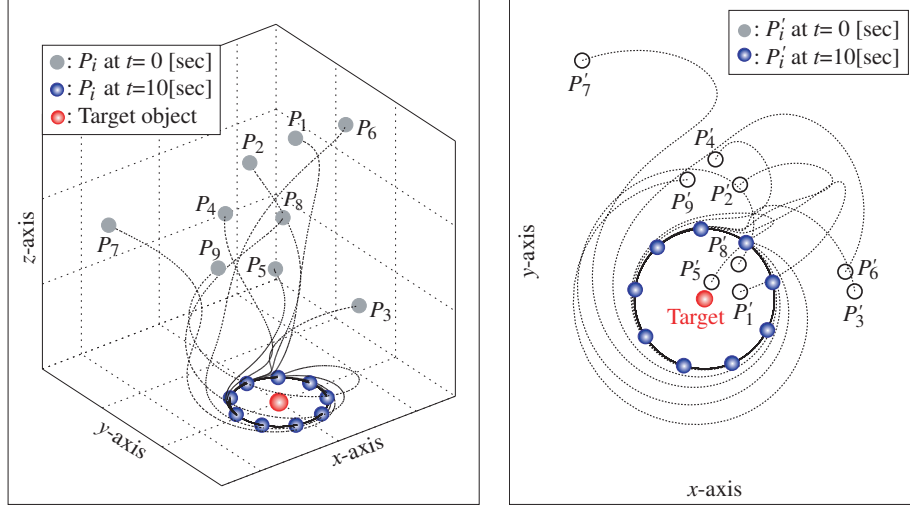 : P_i at t= 0 [sec]
: P_i at t=10[sec]
: Target object
P_1
P_6
P_2
P_4
P_8
P_7
P_9
P_5
P_3
z-axis
y-axis
x-axis
: P'_i at t= 0 [sec]
: P'_i at t=10[sec]
P'_7
P'_4
P'_9
P'_2
P'_8
P'_5
P'_6
P'_1
P'_3
Target
y-axis
x-axis